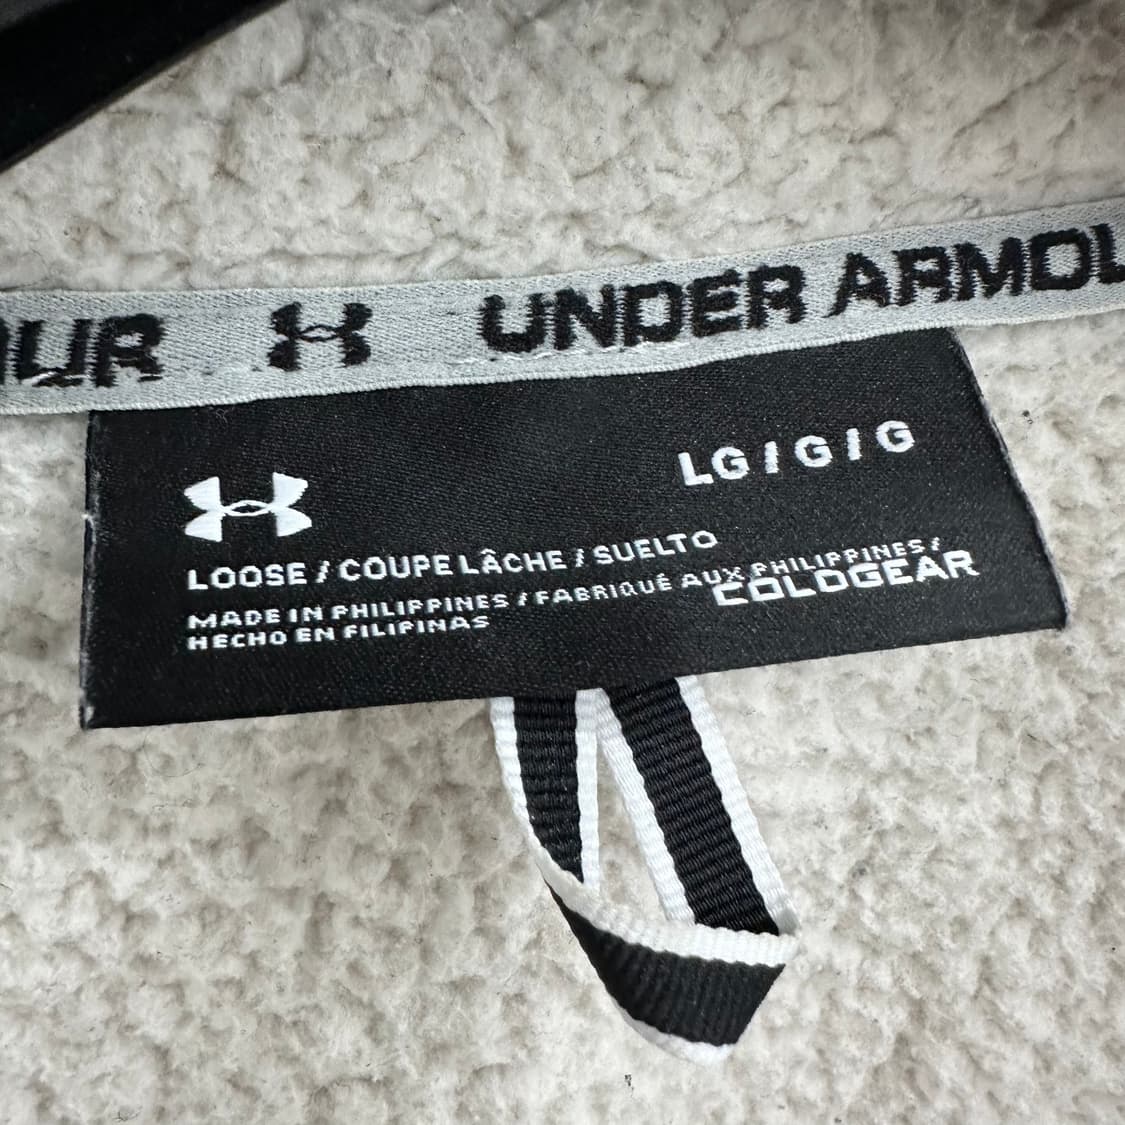 OUR UNDER ARMOU
LG / G / G
LOOSE / COUPE LÂCHE / SUELTO
MADE IN PHILIPPINES / FABRIQUÉ AUX PHILIPPINES /
HECHO EN FILIPINAS
COLDGEAR